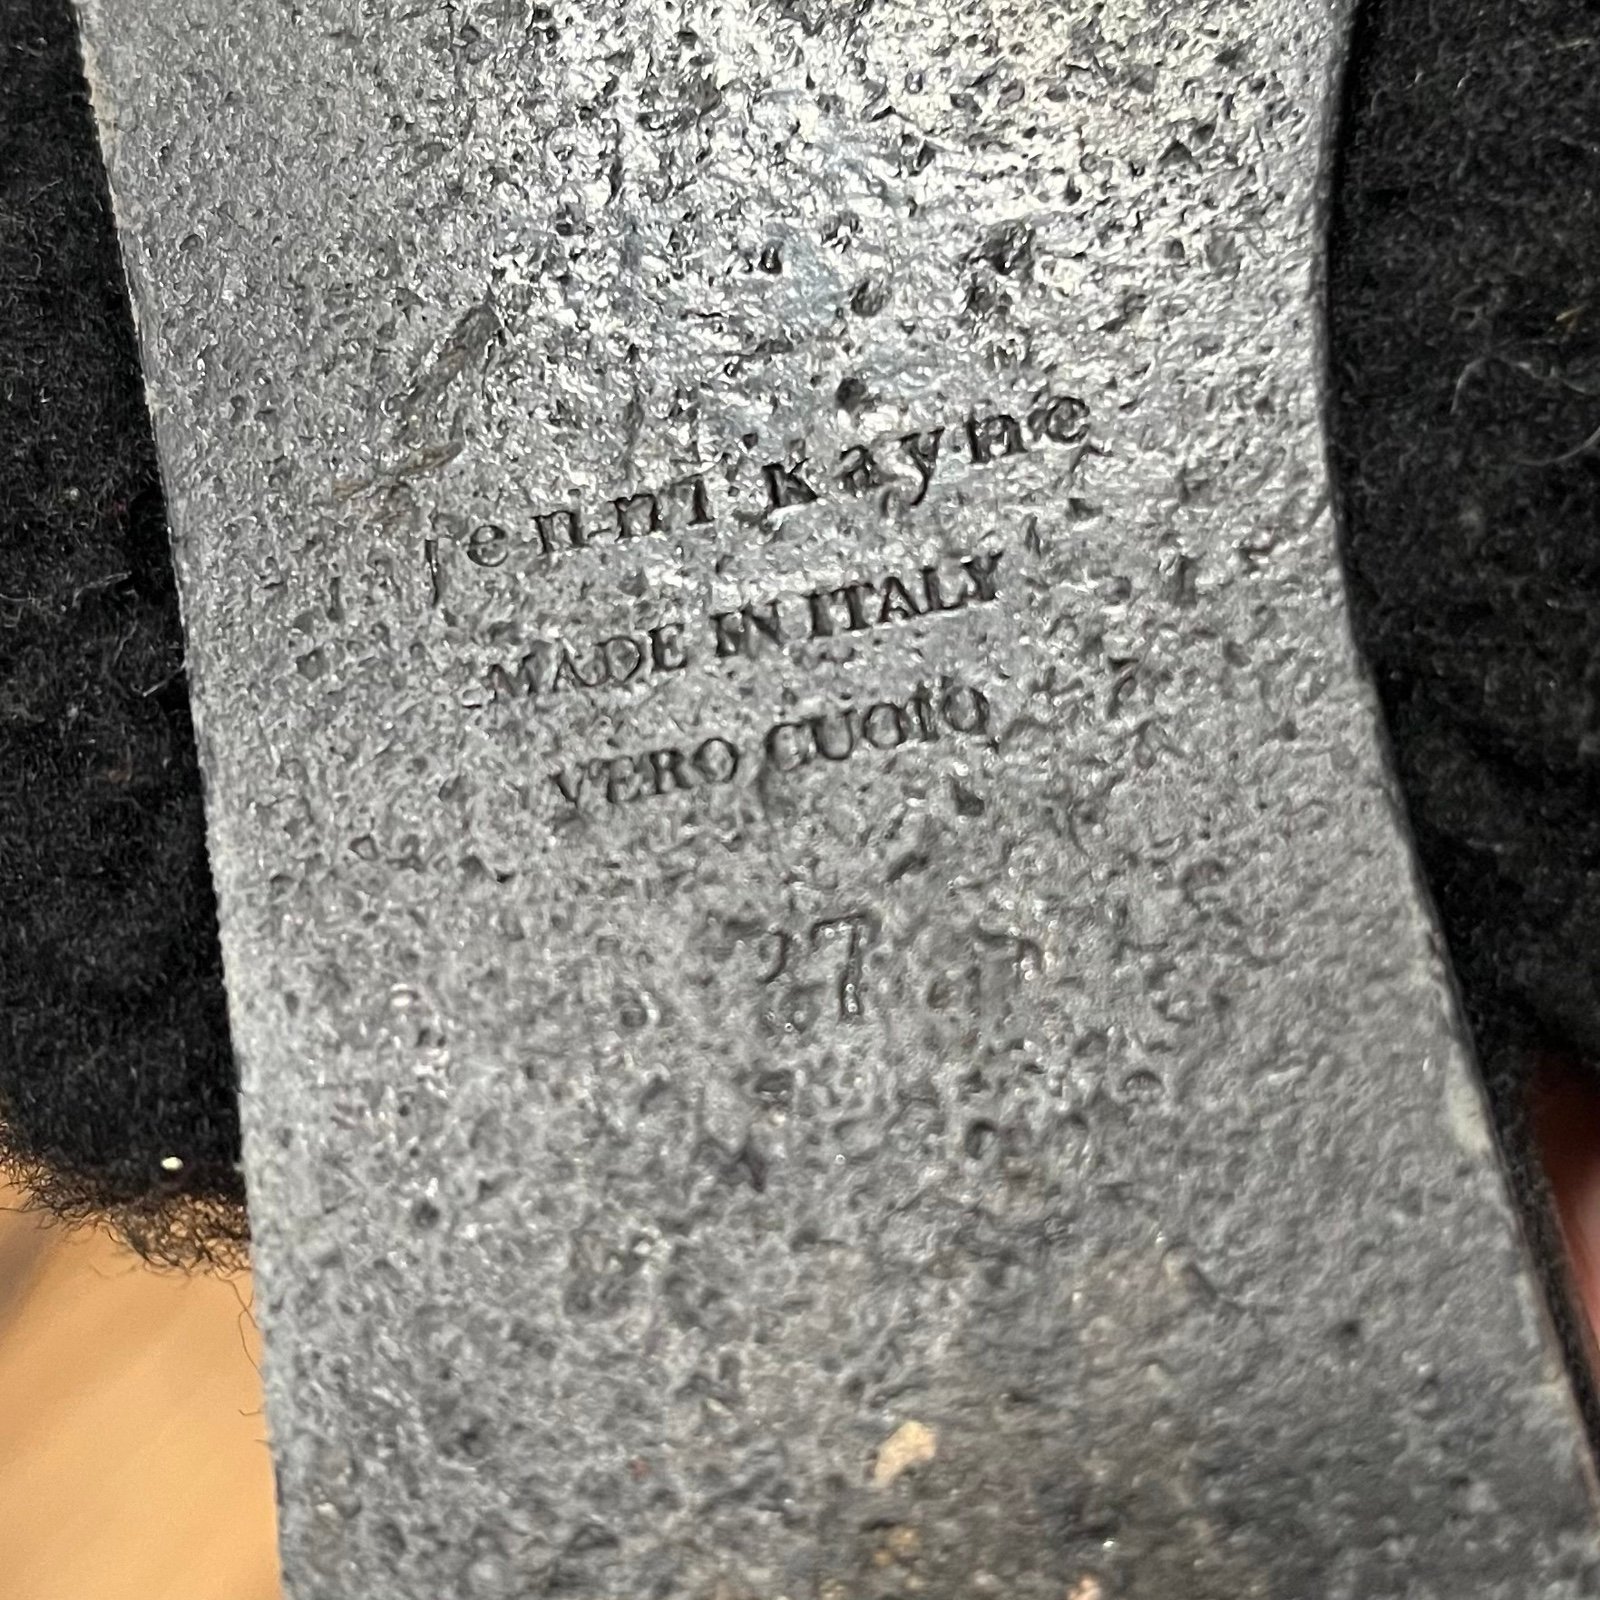 jenni kayne
MADE IN ITALY
VERO CUOIO
37